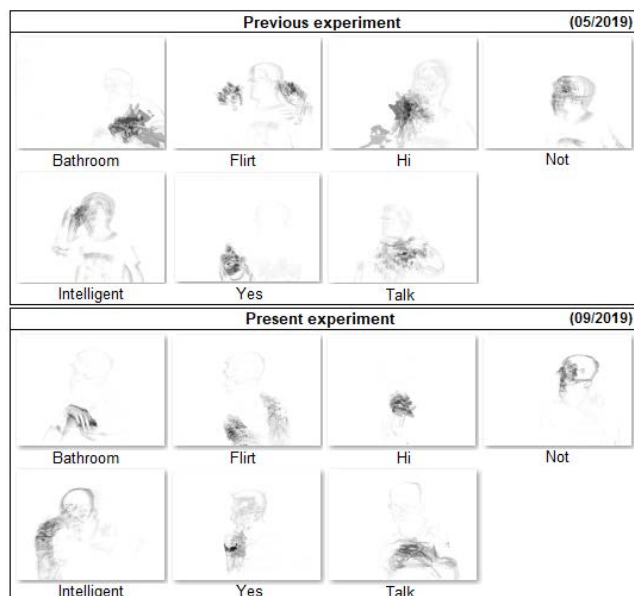 Previous experiment (05/2019)
Bathroom Flirt Hi Not
Intelligent Yes Talk
Present experiment (09/2019)
Bathroom Flirt Hi Not
Intelligent Yes Talk